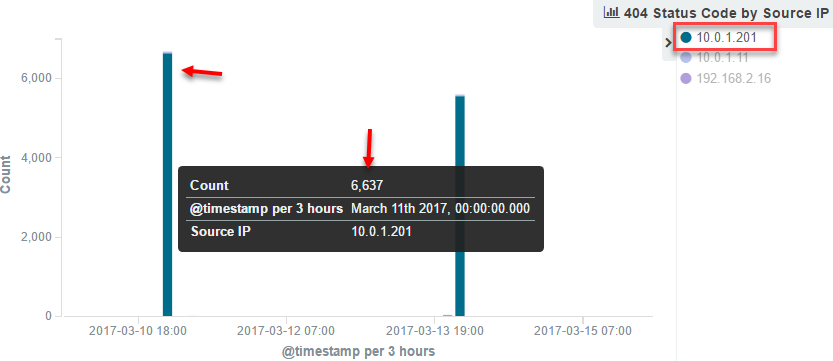 404 Status Code by Source IP
10.0.1.201
10.0.1.11
192.168.2.16
6,000
4,000
2,000
0
Count
Count 6,637
@timestamp per 3 hours March 11th 2017, 00:00:00.000
Source IP 10.0.1.201
2017-03-10 18:00 2017-03-12 07:00 2017-03-13 19:00 2017-03-15 07:00
@timestamp per 3 hours